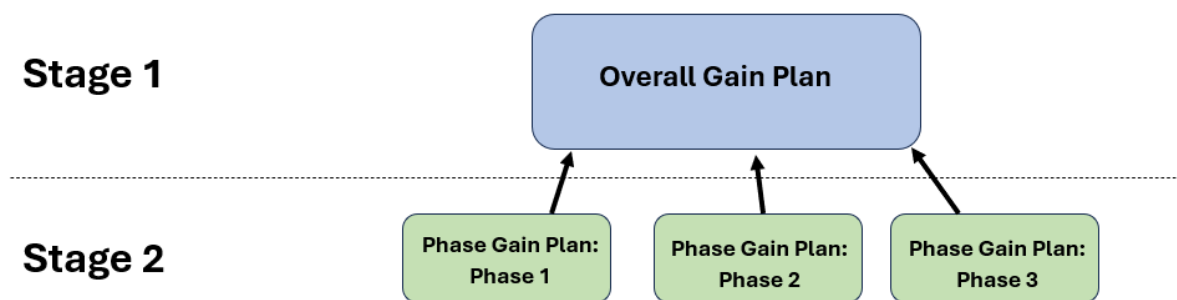 Stage 1
Overall Gain Plan
Stage 2
Phase Gain Plan:
Phase 1
Phase Gain Plan:
Phase 2
Phase Gain Plan:
Phase 3